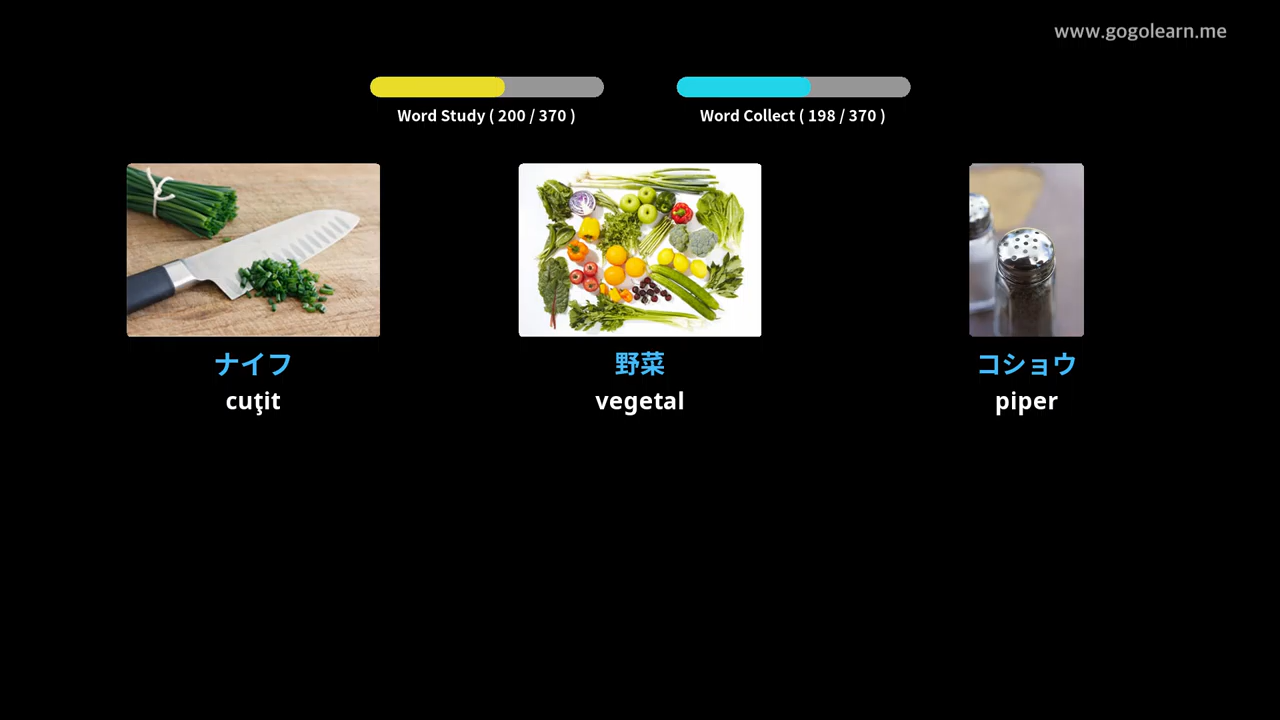 www.gogolearn.me
Word Study ( 200 / 370 )
Word Collect ( 198 / 370 )
ナイフ
cuţit
野菜
vegetal
コショウ
piper